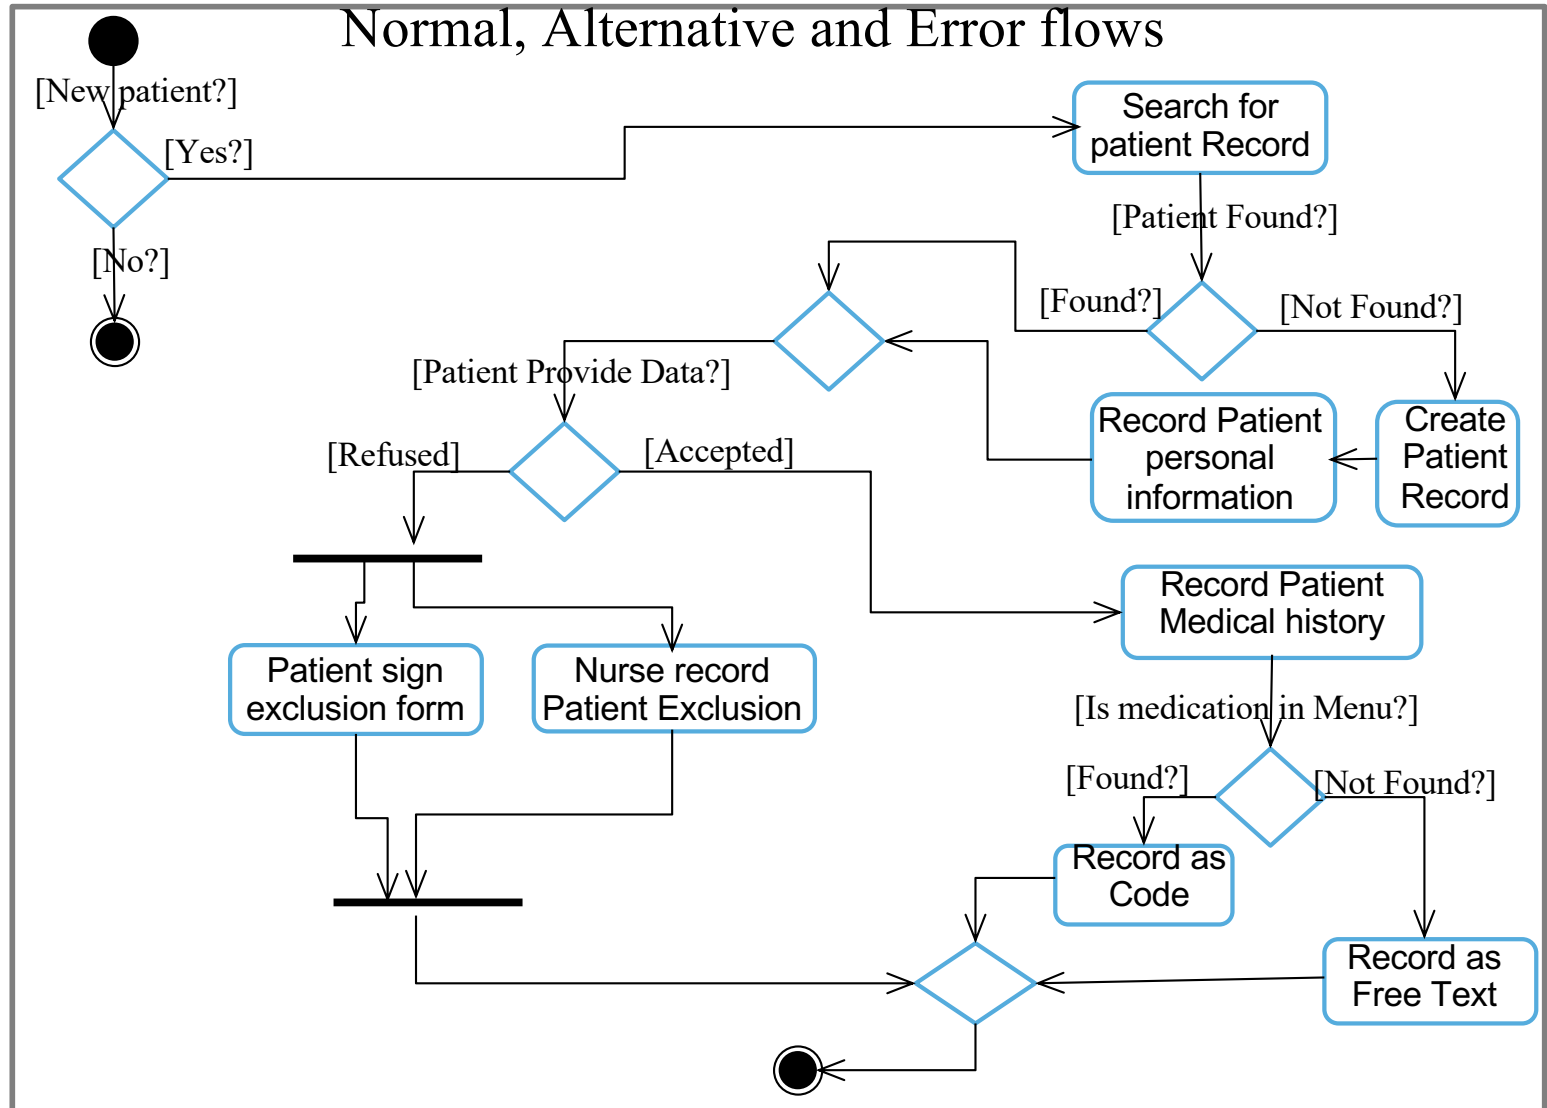 Normal, Alternative and Error flows
[New patient?]
[Yes?]
[No?]
Search for
patient Record
[Patient Found?]
[Found?]
[Not Found?]
[Patient Provide Data?]
Record Patient
personal
information
Create
Patient
Record
[Refused]
[Accepted]
Record Patient
Medical history
Patient sign
exclusion form
Nurse record
Patient Exclusion
[Is medication in Menu?]
[Found?]
[Not Found?]
Record as
Code
Record as
Free Text